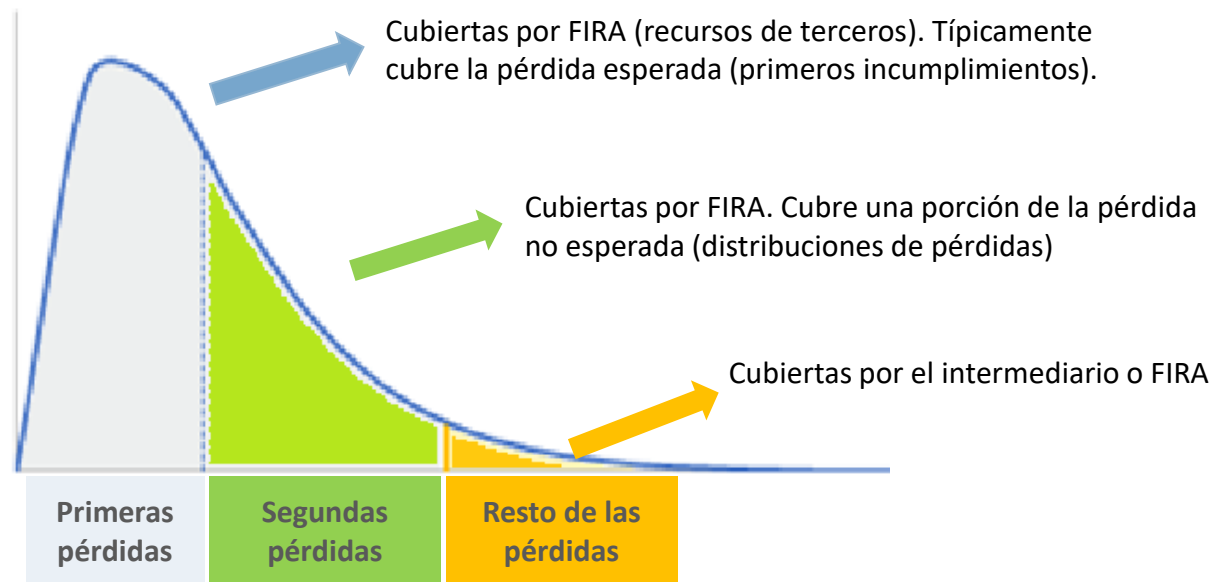 Cubiertas por FIRA (recursos de terceros). Típicamente
cubre la pérdida esperada (primeros incumplimientos).
Cubiertas por FIRA. Cubre una porción de la pérdida
no esperada (distribuciones de pérdidas)
Cubiertas por el intermediario o FIRA
Primeras
pérdidas
Segundas
pérdidas
Resto de las
pérdidas